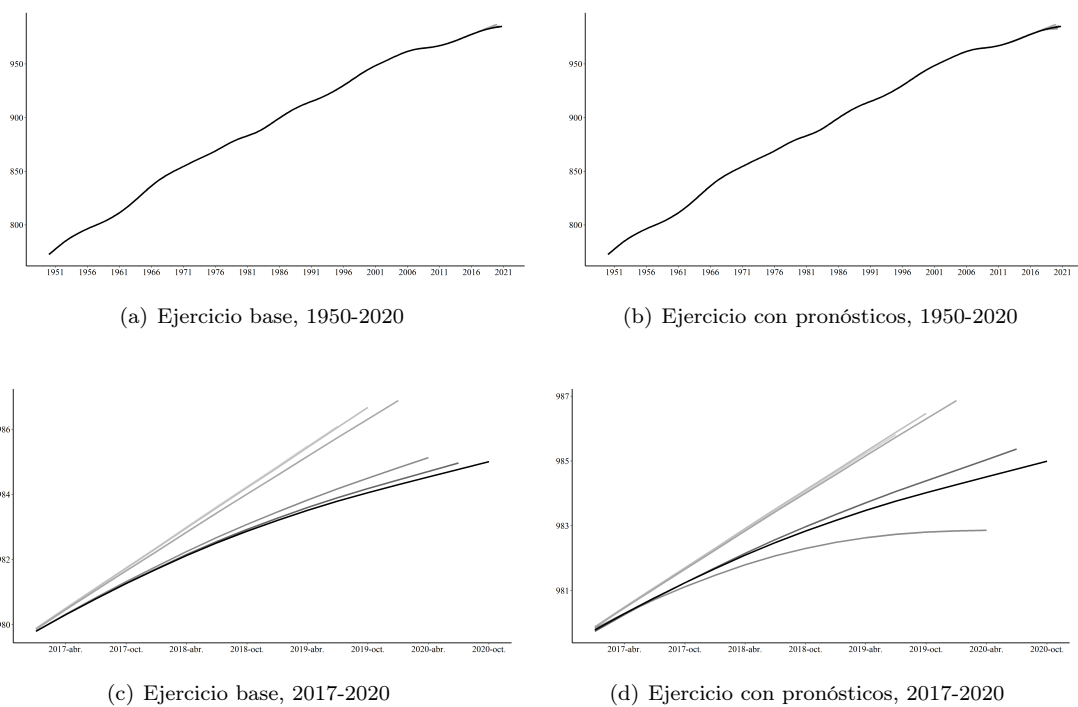 950
900
850
800
1951 1956 1961 1966 1971 1976 1981 1986 1991 1996 2001 2006 2011 2016 2021
(a) Ejercicio base, 1950-2020
950
900
850
800
1951 1956 1961 1966 1971 1976 1981 1986 1991 1996 2001 2006 2011 2016 2021
(b) Ejercicio con pronósticos, 1950-2020
986
984
982
980
2017-abr. 2017-oct. 2018-abr. 2018-oct. 2019-abr. 2019-oct. 2020-abr. 2020-oct.
(c) Ejercicio base, 2017-2020
987
985
983
981
2017-abr. 2017-oct. 2018-abr. 2018-oct. 2019-abr. 2019-oct. 2020-abr. 2020-oct.
(d) Ejercicio con pronósticos, 2017-2020